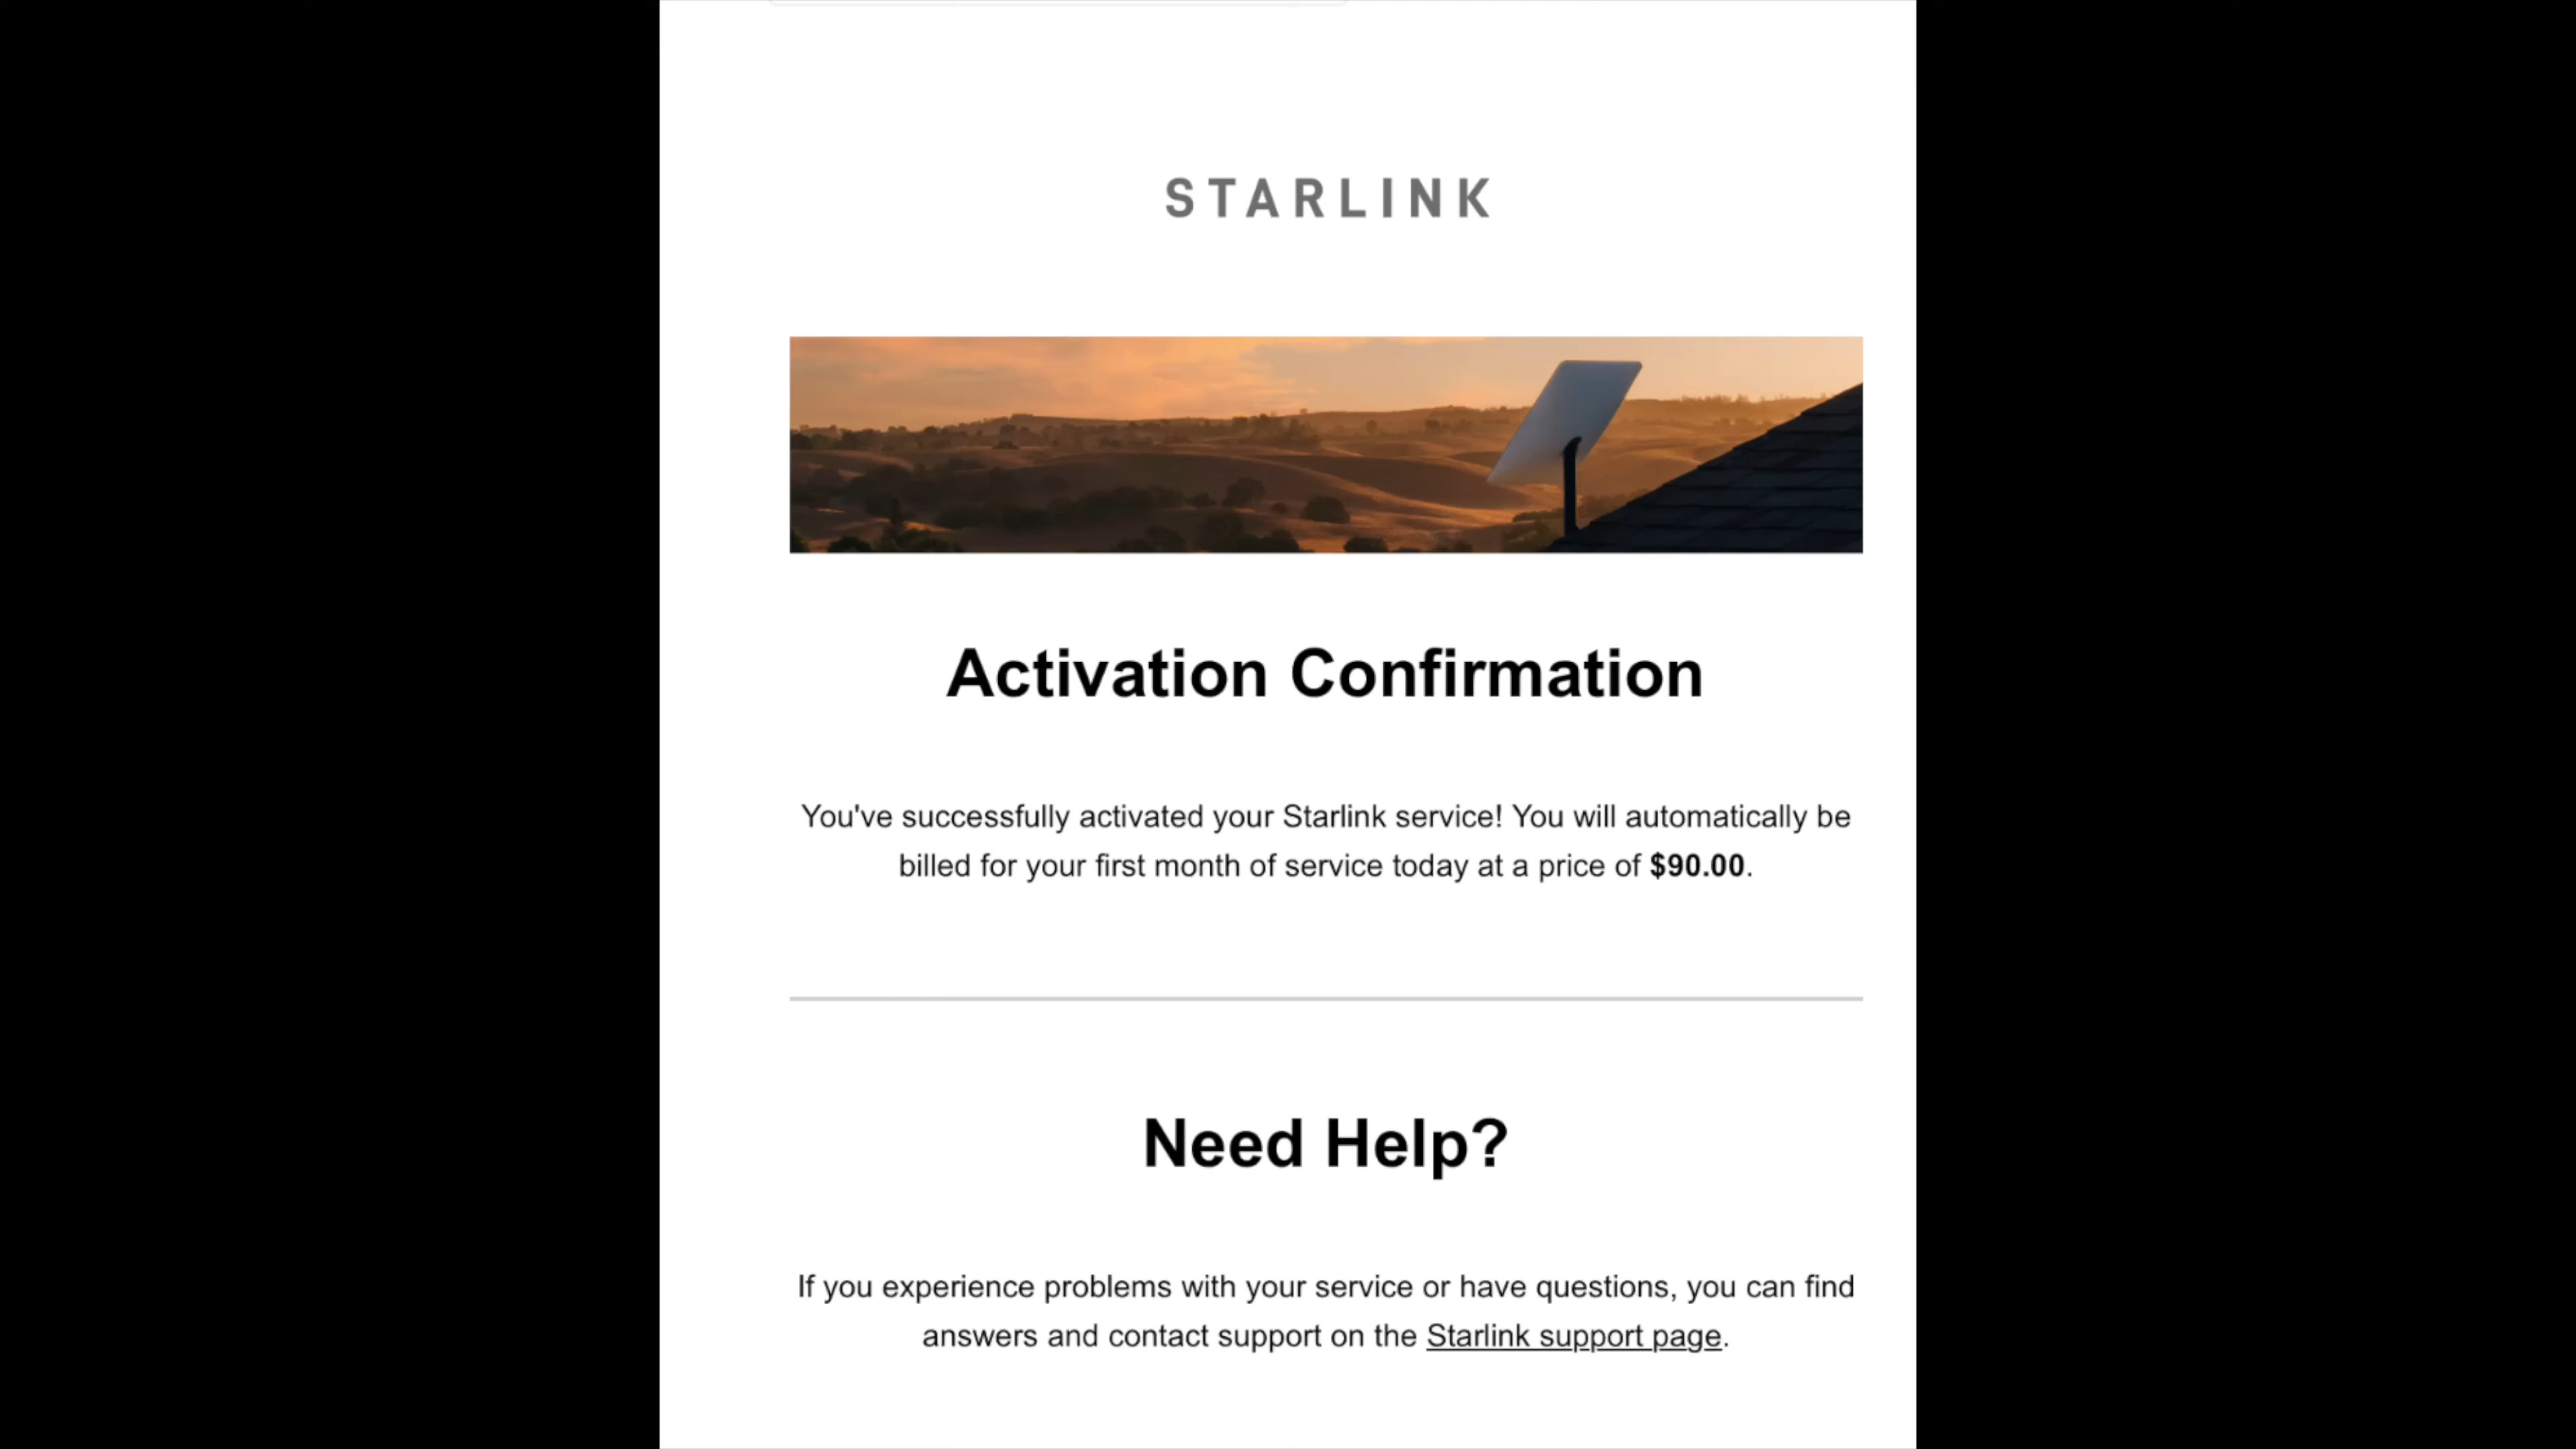 STARLINK
Activation Confirmation
You've successfully activated your Starlink service! You will automatically be
billed for your first month of service today at a price of $90.00.
Need Help?
If you experience problems with your service or have questions, you can find
answers and contact support on the Starlink support page.